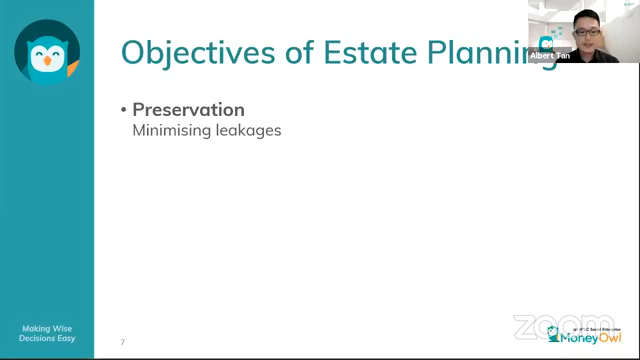 Objectives of Estate Planning
Albert Tan
• Preservation
Minimising leakages
Making Wise
Decisions Easy
7
zoom
MoneyOwl